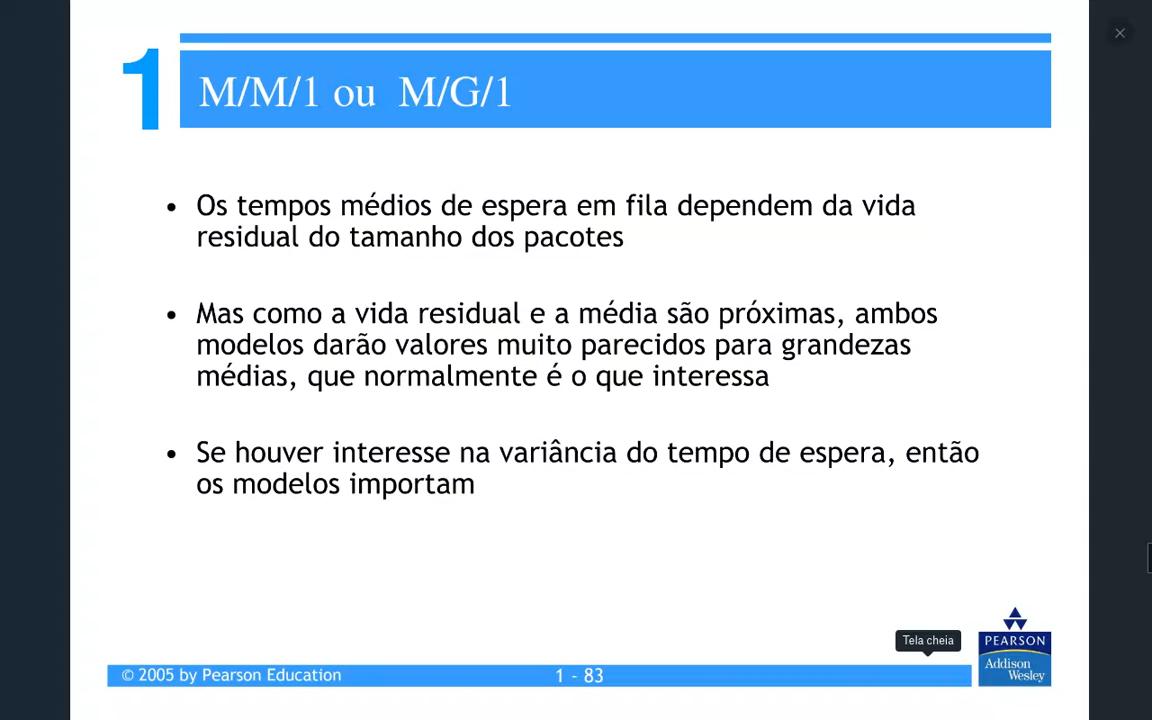 1
M/M/1 ou M/G/1
• Os tempos médios de espera em fila dependem da vida
residual do tamanho dos pacotes
• Mas como a vida residual e a média são próximas, ambos
modelos darão valores muito parecidos para grandezas
médias, que normalmente é o que interessa
• Se houver interesse na variância do tempo de espera, então
os modelos importam
Tela cheia
PEARSON
Addison
Wesley
© 2005 by Pearson Education
1 - 83